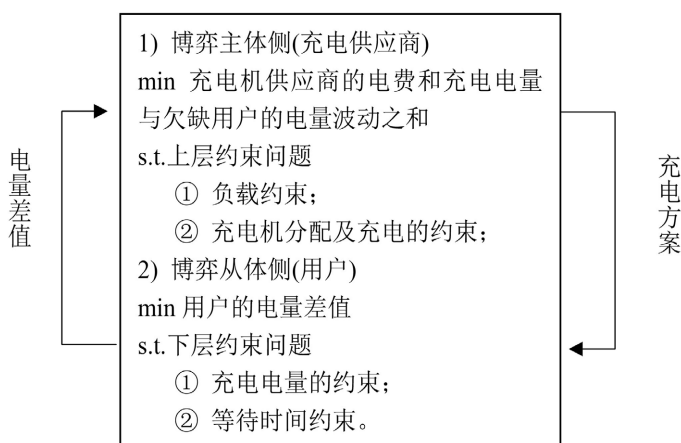 1) 博弈主体侧(充电供应商)
min 充电机供应商的电费和充电电量
与欠缺用户的电量波动之和
s.t.上层约束问题
① 负载约束；
② 充电机分配及充电的约束；
2) 博弈从体侧(用户)
min 用户的电量差值
s.t.下层约束问题
① 充电电量的约束；
② 等待时间约束。
电量差值
充电方案